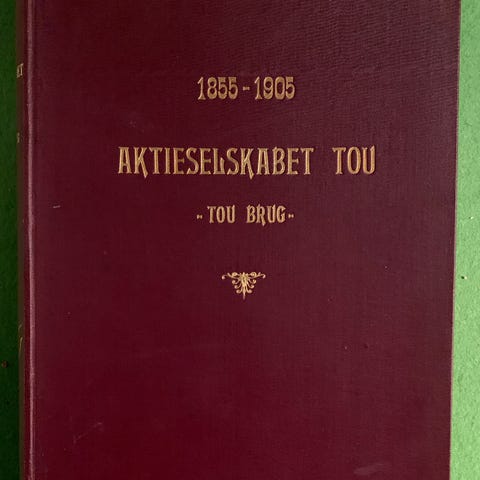 1855-1905
AKTIESELSKABET TOU
- TOU BRUG -